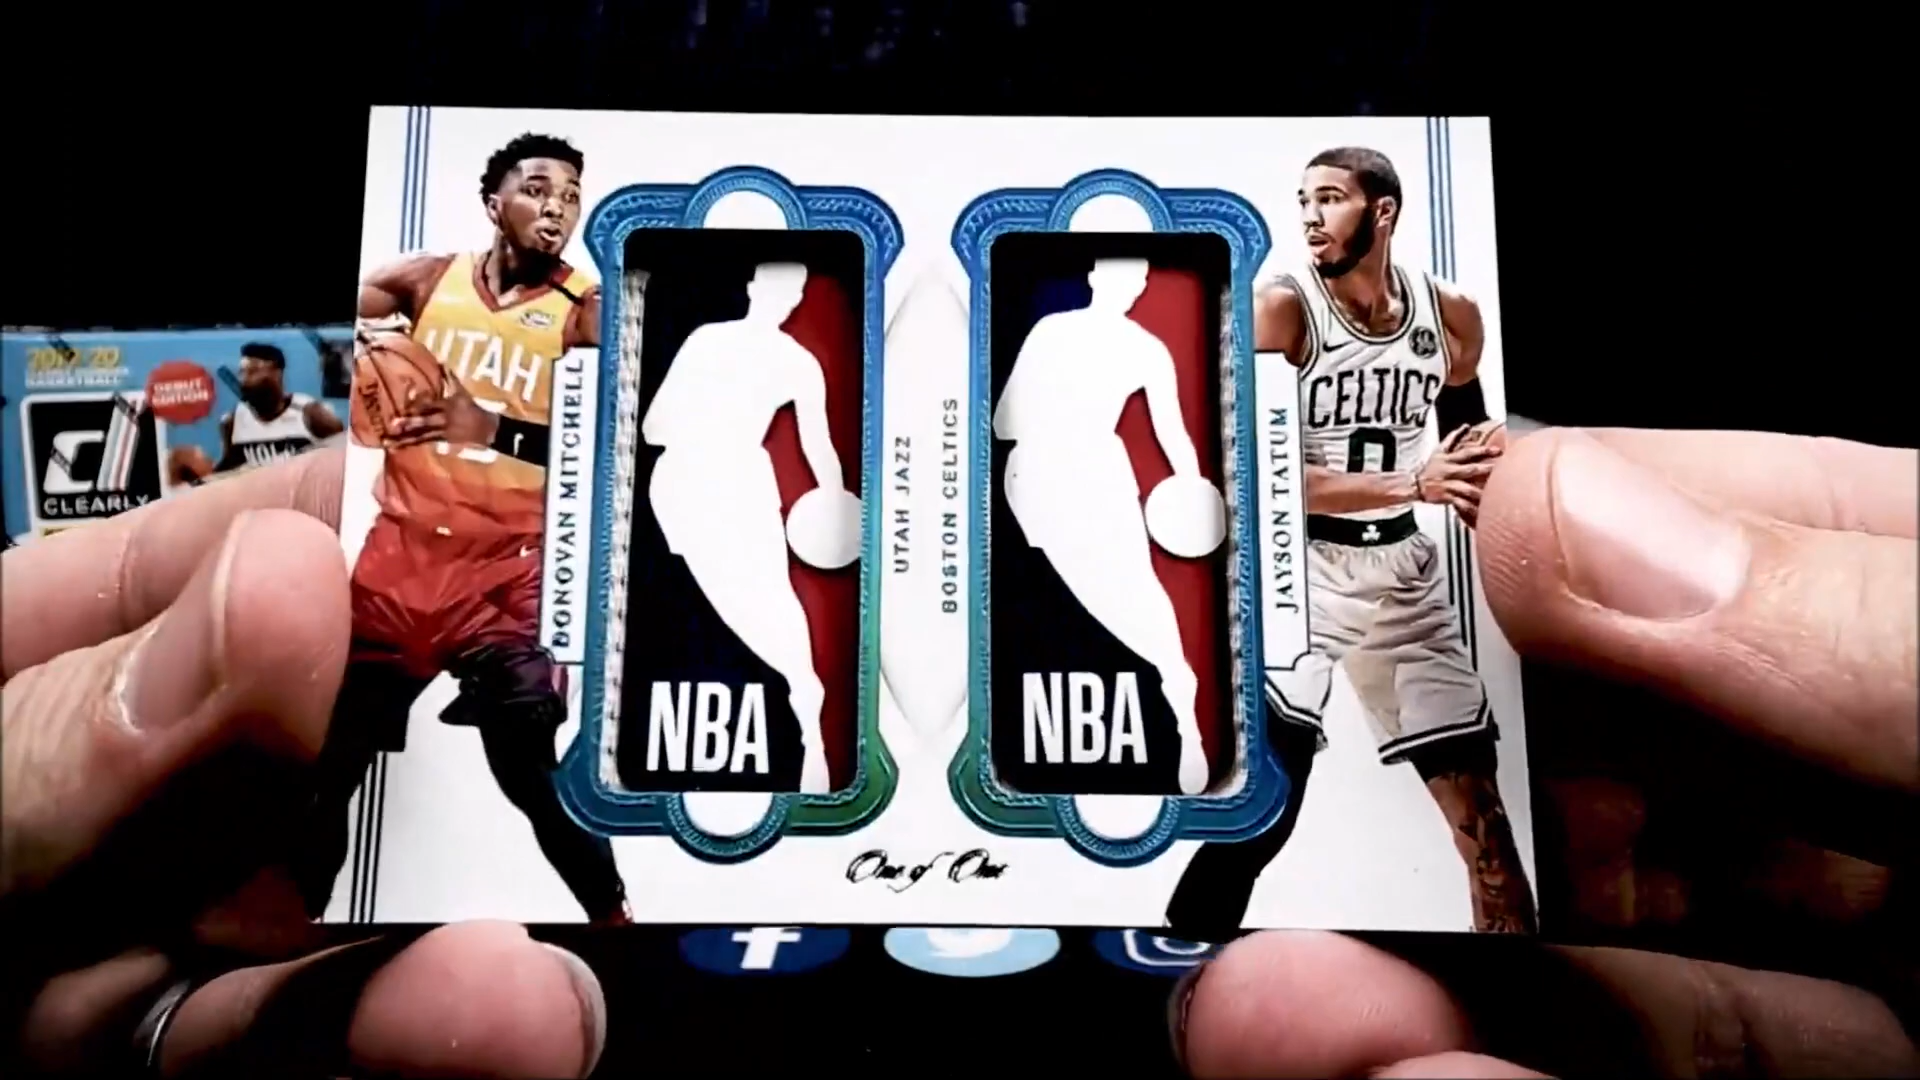 2019-20
BASKETBALL
DEBUT
EDITION
CLEARLY
UTAH
DONOVAN MITCHELL
NBA
UTAH JAZZ
BOSTON CELTICS
NBA
JAYSON TATUM
CELTICS
0
One of One